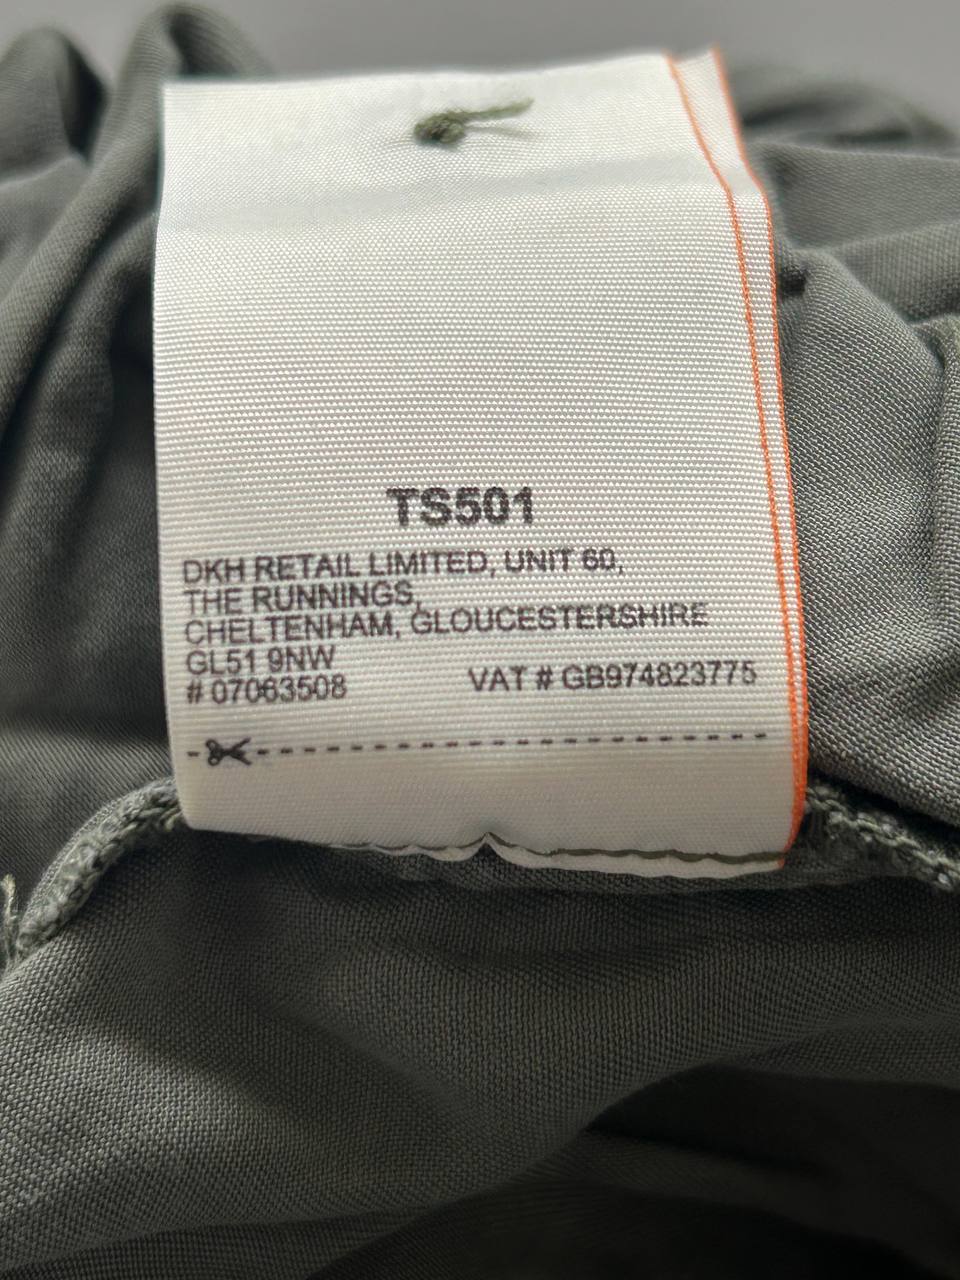 TS501
DKH RETAIL LIMITED, UNIT 60,
THE RUNNINGS,
CHELTENHAM, GLOUCESTERSHIRE
GL51 9NW
# 07063508 VAT # GB974823775